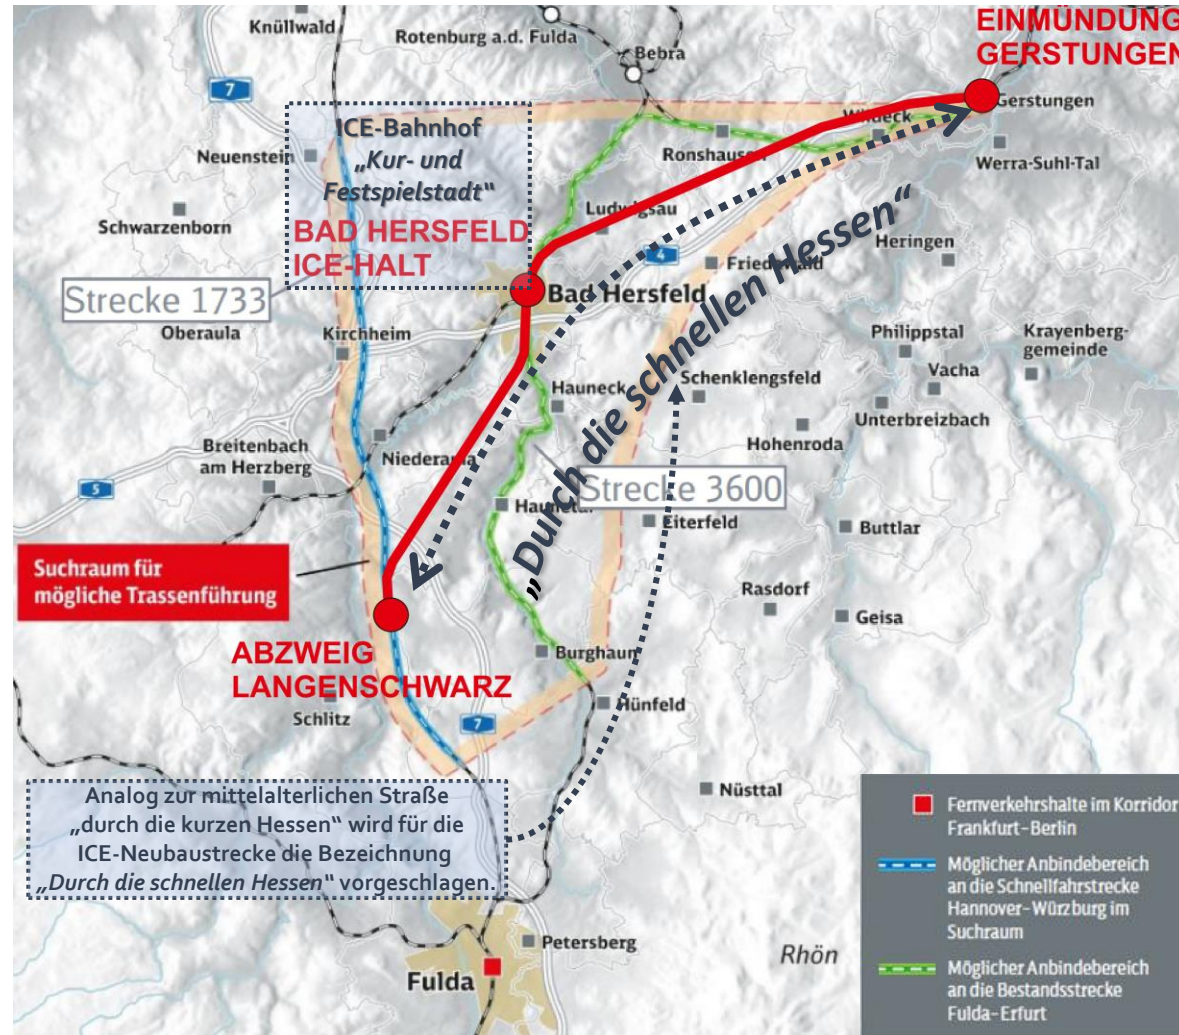 EINMÜNDUNG
GERSTUNGEN
Knüllwald
Rotenburg a.d. Fulda
Bebra
7
Gerstungen
Wildeck
ICE-Bahnhof
„Kur- und
Festspielstadt“
BAD HERSFELD
ICE-HALT
Neuenstein
Ronshausen
Werra-Suhl-Tal
Schwarzenborn
Ludwigsau
Heringen
4
Friedewald
Strecke 1733
Bad Hersfeld
Oberaula
Kirchheim
Philippstal
Krayenberg-
gemeinde
Vacha
Hauneck
Schenklengsfeld
Unterbreizbach
Hohenroda
Breitenbach
am Herzberg
Niederaula
5
Strecke 3600
Haunetal
Eiterfeld
Buttlar
„Durch die schnellen Hessen“
Suchraum für
mögliche Trassenführung
Rasdorf
Geisa
ABZWEIG
LANGENSCHWARZ
Burghaun
Schlitz
7
Hünfeld
Nüsttal
Analog zur mittelalterlichen Straße
„durch die kurzen Hessen“ wird für die
ICE-Neubaustrecke die Bezeichnung
„Durch die schnellen Hessen“ vorgeschlagen.
Petersberg
Fulda
Rhön
Fernverkehrshalte im Korridor
Frankfurt–Berlin
Möglicher Anbindebereich
an die Schnellfahrstrecke
Hannover–Würzburg im
Suchraum
Möglicher Anbindebereich
an die Bestandsstrecke
Fulda–Erfurt